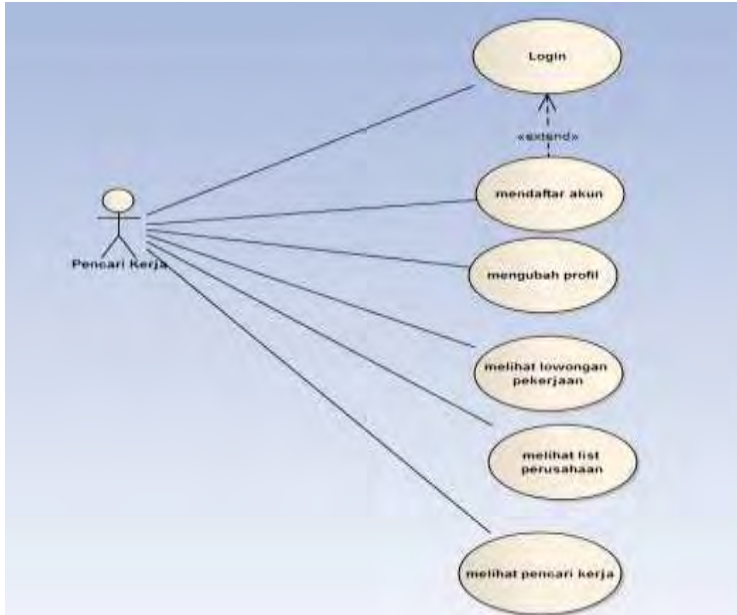 Login
«extend»
mendaftar akun
Pencari Kerja
mengubah profil
melihat lowongan
pekerjaan
melihat list
perusahaan
melihat pencari kerja